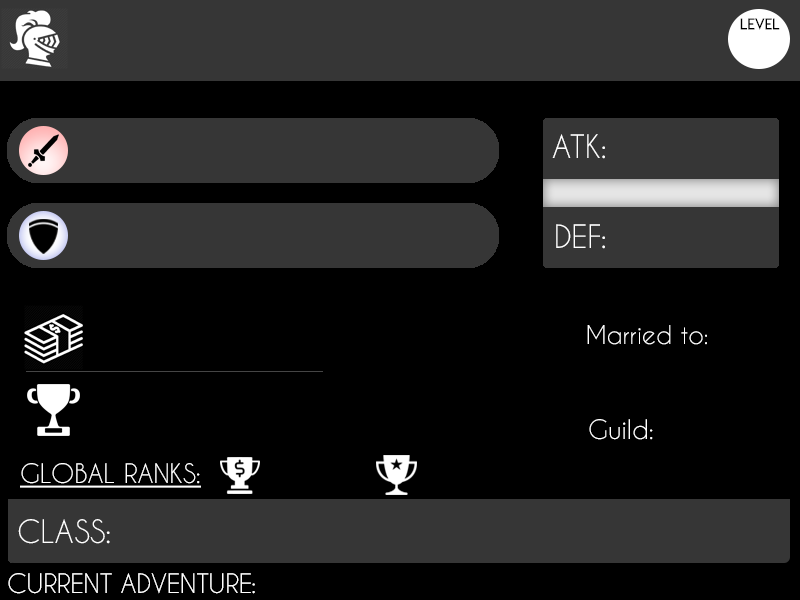 LEVEL
ATK:
DEF:
Married to:
Guild:
GLOBAL RANKS:
CLASS:
CURRENT ADVENTURE: